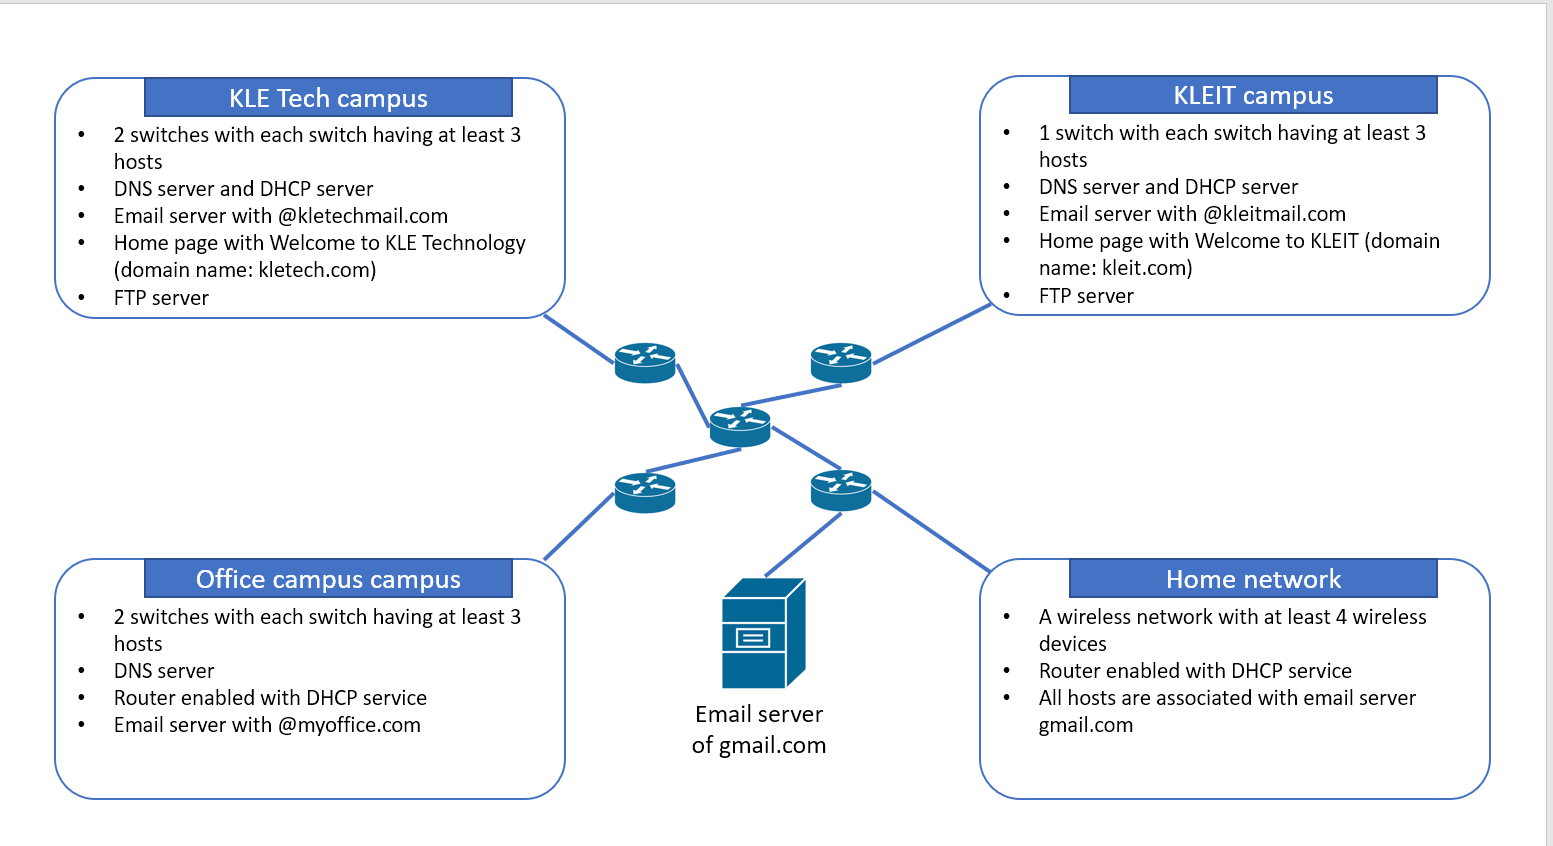 KLE Tech campus
• 2 switches with each switch having at least 3
hosts
• DNS server and DHCP server
• Email server with @kletechmail.com
• Home page with Welcome to KLE Technology
(domain name: kletech.com)
• FTP server
KLEIT campus
• 1 switch with each switch having at least 3
hosts
• DNS server and DHCP server
• Email server with @kleitmail.com
• Home page with Welcome to KLEIT (domain
name: kleit.com)
• FTP server
Office campus campus
• 2 switches with each switch having at least 3
hosts
• DNS server
• Router enabled with DHCP service
• Email server with @myoffice.com
Email server
of gmail.com
Home network
• A wireless network with at least 4 wireless
devices
• Router enabled with DHCP service
• All hosts are associated with email server
gmail.com